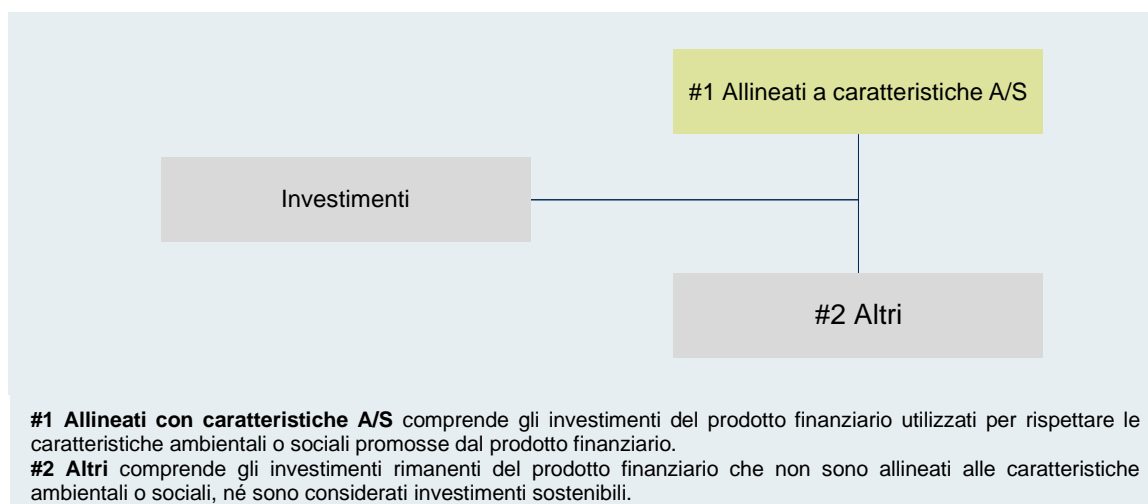 #1 Allineati a caratteristiche A/S
Investimenti
#2 Altri
#1 Allineati con caratteristiche A/S comprende gli investimenti del prodotto finanziario utilizzati per rispettare le
caratteristiche ambientali o sociali promosse dal prodotto finanziario.
#2 Altri comprende gli investimenti rimanenti del prodotto finanziario che non sono allineati alle caratteristiche
ambientali o sociali, né sono considerati investimenti sostenibili.